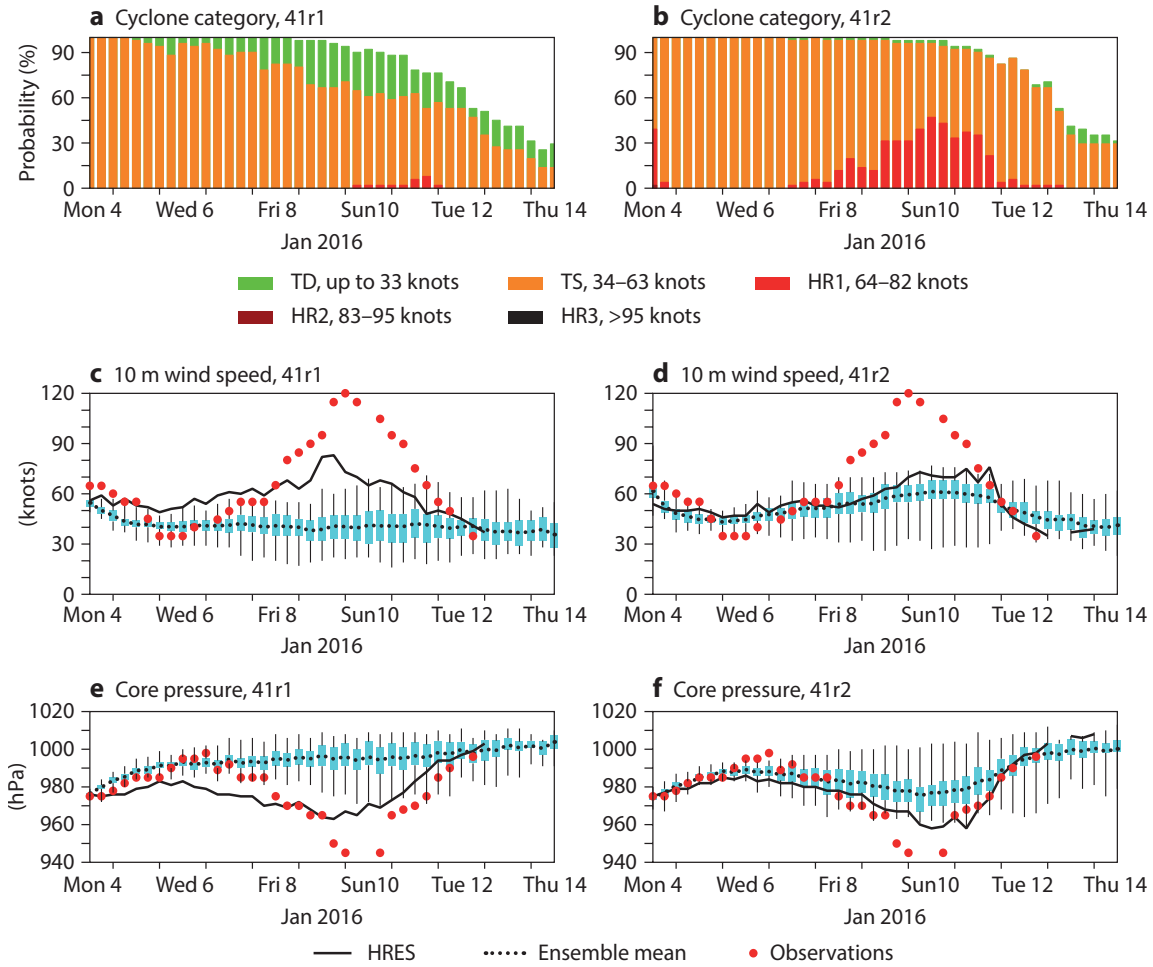 a Cyclone category, 41r1
b Cyclone category, 41r2
Probability (%)
90
60
30
0
90
60
30
0
Mon 4 Wed 6 Fri 8 Sun10 Tue 12 Thu 14
Mon 4 Wed 6 Fri 8 Sun10 Tue 12 Thu 14
Jan 2016
Jan 2016
TD, up to 33 knots
TS, 34–63 knots
HR1, 64–82 knots
HR2, 83–95 knots
HR3, >95 knots
c 10 m wind speed, 41r1
d 10 m wind speed, 41r2
(knots)
120
90
60
30
0
120
90
60
30
0
Mon 4 Wed 6 Fri 8 Sun10 Tue 12 Thu 14
Mon 4 Wed 6 Fri 8 Sun10 Tue 12 Thu 14
Jan 2016
Jan 2016
e Core pressure, 41r1
f Core pressure, 41r2
(hPa)
1020
1000
980
960
940
1020
1000
980
960
940
Mon 4 Wed 6 Fri 8 Sun10 Tue 12 Thu 14
Mon 4 Wed 6 Fri 8 Sun10 Tue 12 Thu 14
Jan 2016
Jan 2016
HRES
Ensemble mean
Observations